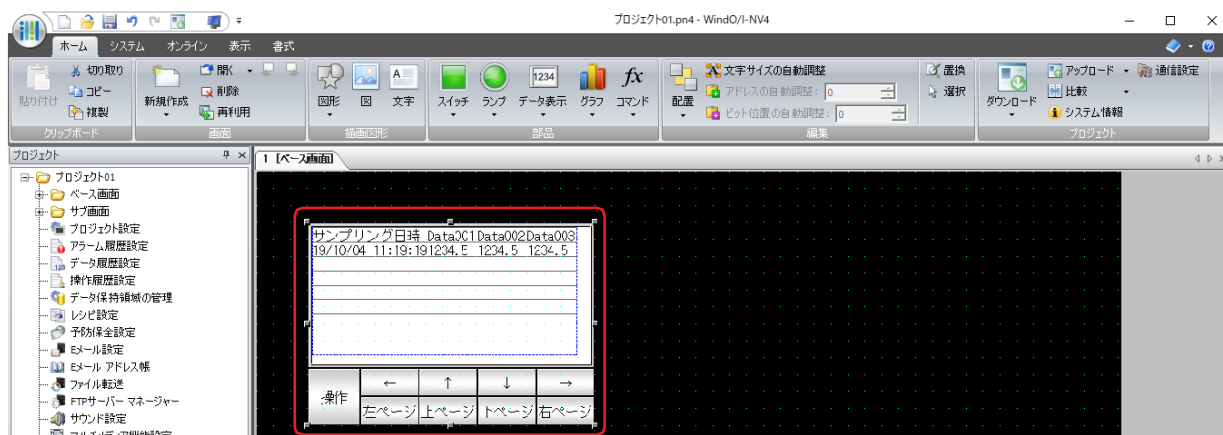 プロジェクト01.pn4 - WindO/I-NV4
ホーム システム オンライン 表示 書式
貼り付け 切り取り コピー 複製
クリップボード
新規作成 開く 削除 再利用
画面
図形 図 文字
描画図形
スイッチ ランプ データ表示 グラフ コマンド
1234
fx
部品
配置 文字サイズの自動調整 置換
アドレスの自動調整: 0 選択
ビット位置の自動調整: 0
編集
ダウンロード アップロード 通信設定
比較
システム情報
プロジェクト
プロジェクト
1 [ベース画面]
プロジェクト01
ベース画面
サブ画面
プロジェクト設定
アラーム履歴設定
データ履歴設定
操作履歴設定
データ保持領域の管理
レシピ設定
予防保全設定
Eメール設定
Eメール アドレス帳
ファイル転送
FTPサーバー マネージャー
サウンド設定
サンプリング日時 Data001 Data002 Data003
19/10/04 11:19:19 1234.5 1234.5 1234.5
操作 ← ↑ ↓ →
左ページ 上ページ 下ページ 右ページ